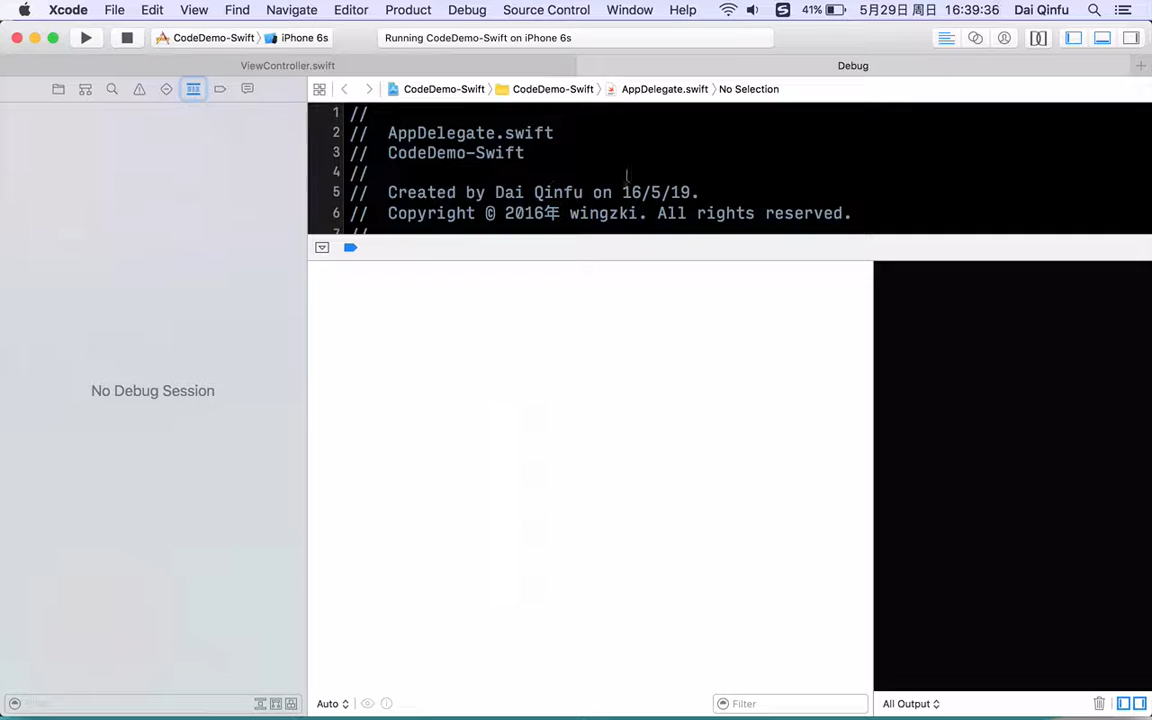 Xcode File Edit View Find Navigate Editor Product Debug Source Control Window Help 41% 5月29日 周日 16:39:36 Dai Qinfu
CodeDemo-Swift iPhone 6s Running CodeDemo-Swift on iPhone 6s
ViewController.swift Debug
CodeDemo-Swift CodeDemo-Swift AppDelegate.swift No Selection
1 //
2 // AppDelegate.swift
3 // CodeDemo-Swift
4 //
5 // Created by Dai Qinfu on 16/5/19.
6 // Copyright © 2016年 wingzki. All rights reserved.
7 //
No Debug Session
Auto Filter All Output